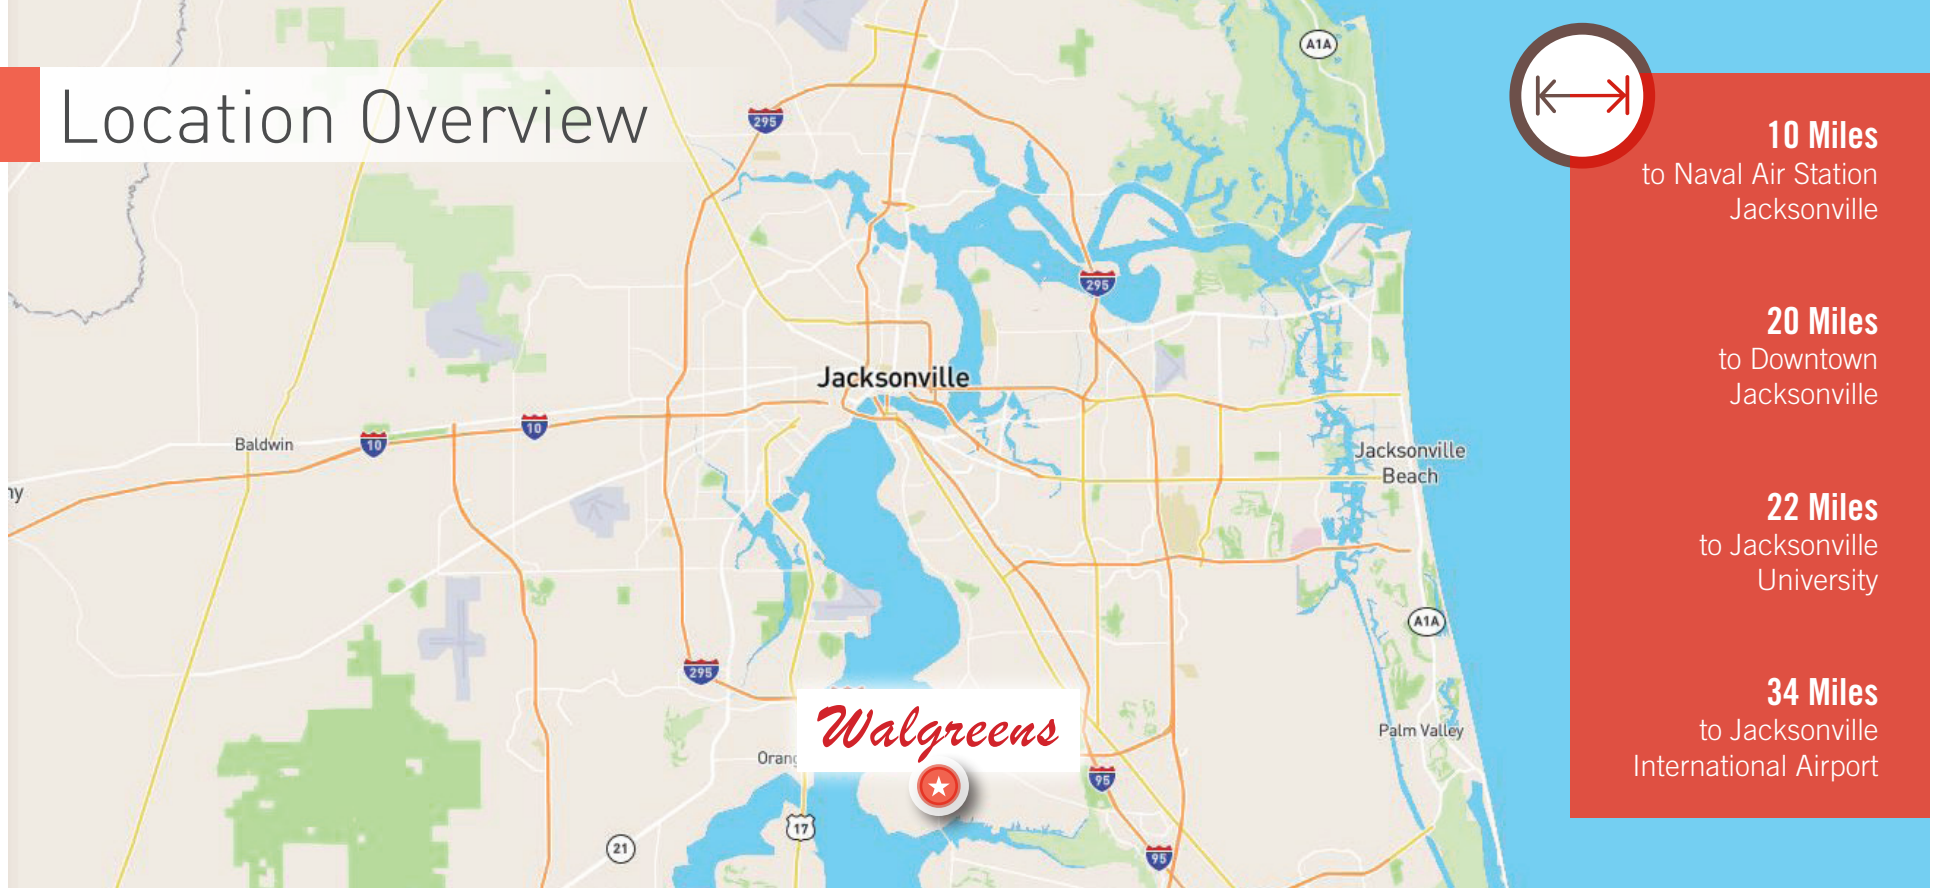 Location Overview
A1A
295
295
Jacksonville
10
10
Baldwin
Jacksonville
Beach
A1A
295
Palm Valley
Walgreens
95
17
21
95
10 Miles
to Naval Air Station
Jacksonville
20 Miles
to Downtown
Jacksonville
22 Miles
to Jacksonville
University
34 Miles
to Jacksonville
International Airport